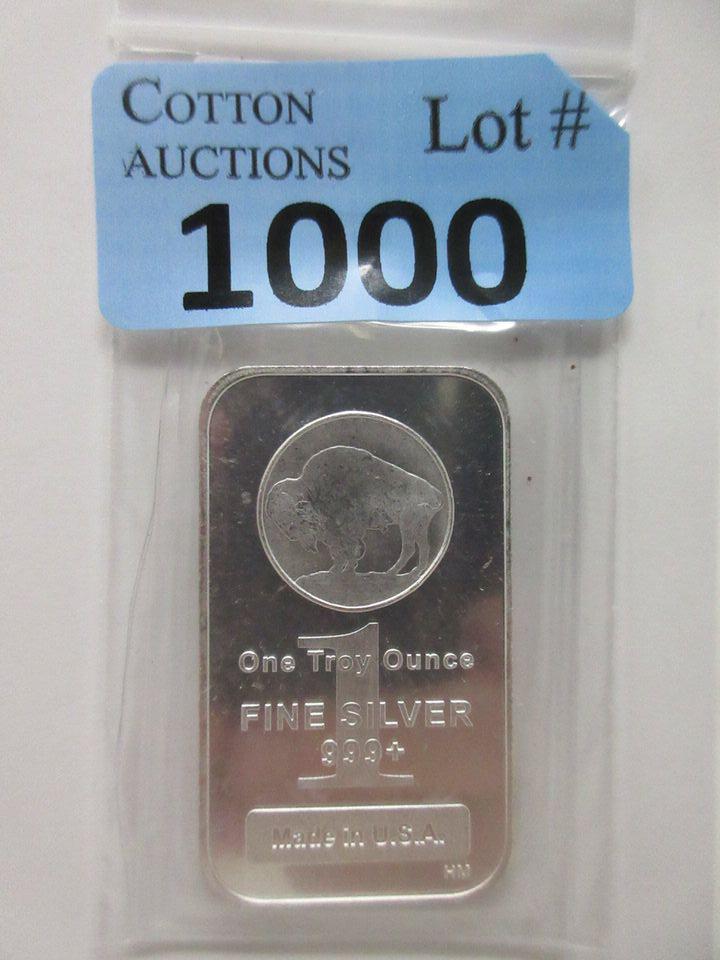 COTTON
AUCTIONS
Lot #
1000
1
One Troy Ounce
FINE SILVER
999+
Made in U.S.A.
HM